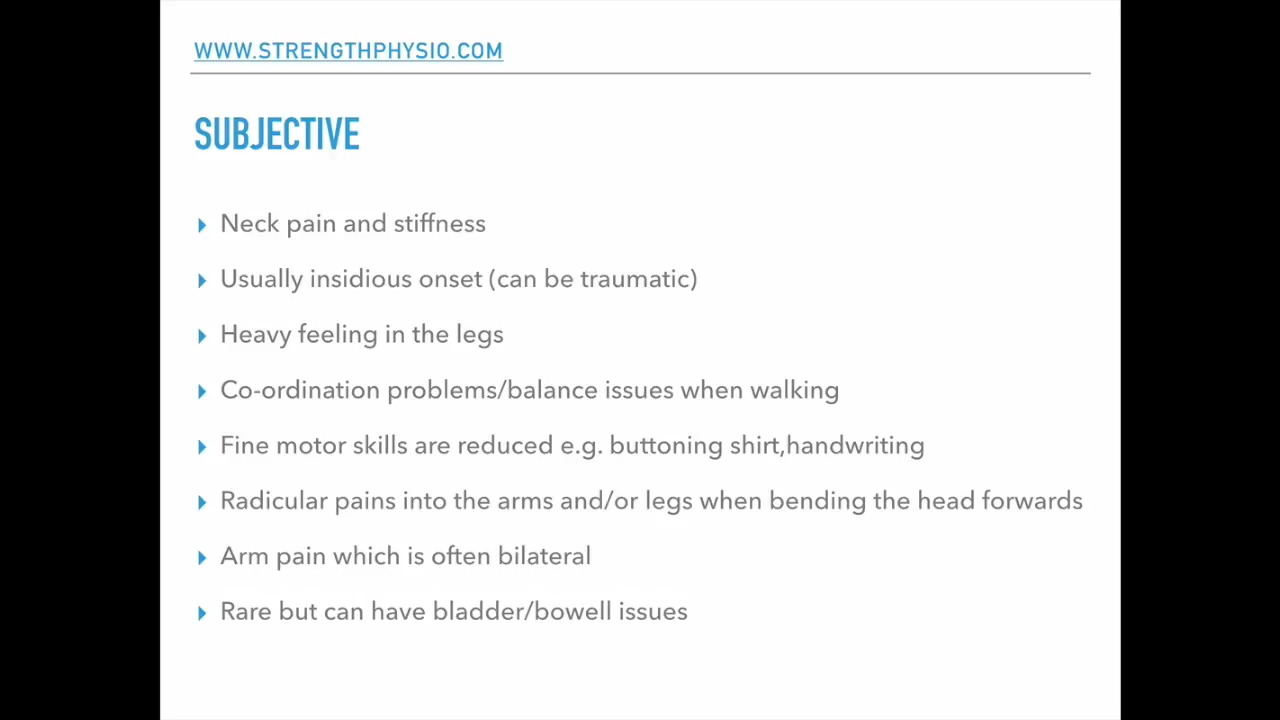 WWW.STRENGTHPHYSIO.COM
SUBJECTIVE
Neck pain and stiffness
Usually insidious onset (can be traumatic)
Heavy feeling in the legs
Co-ordination problems/balance issues when walking
Fine motor skills are reduced e.g. buttoning shirt,handwriting
Radicular pains into the arms and/or legs when bending the head forwards
Arm pain which is often bilateral
Rare but can have bladder/bowell issues